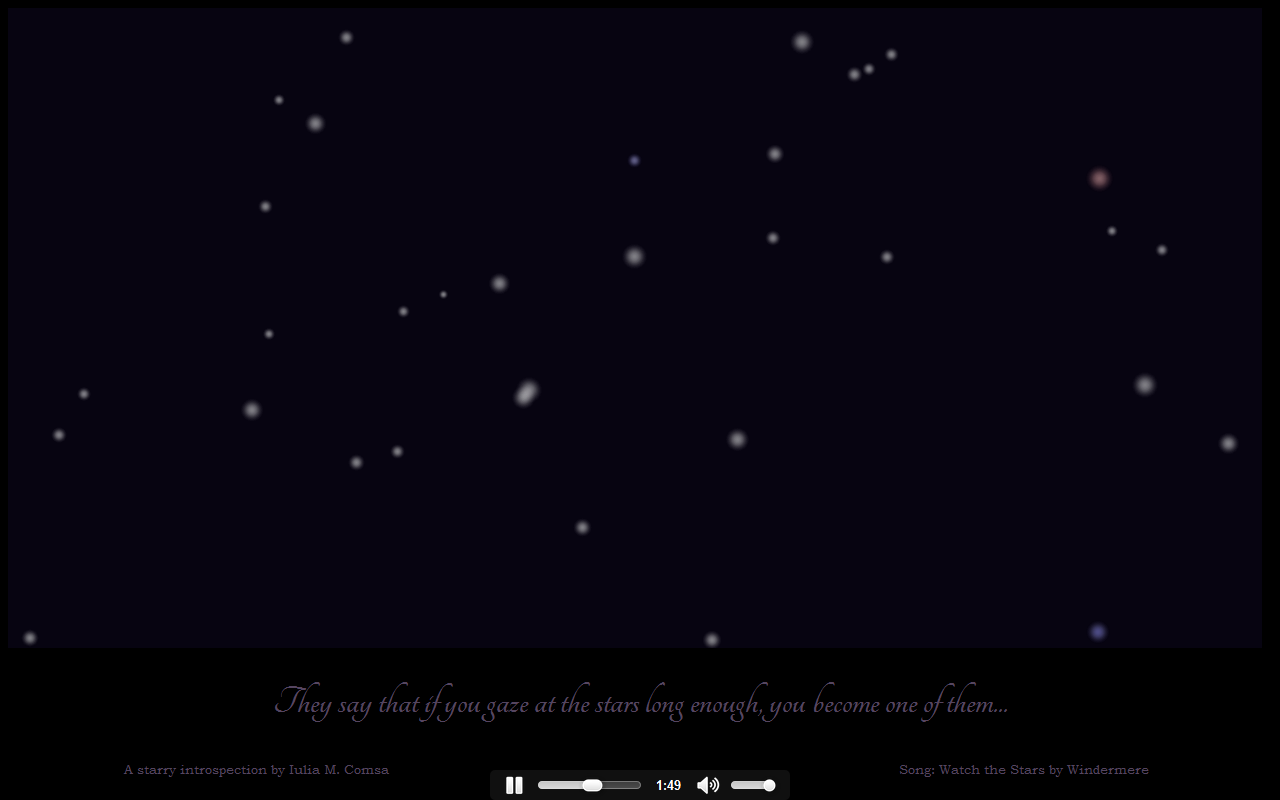 They say that if you gaze at the stars long enough, you become one of them...
A starry introspection by Iulia M. Comsa
1:49
Song: Watch the Stars by Windermere